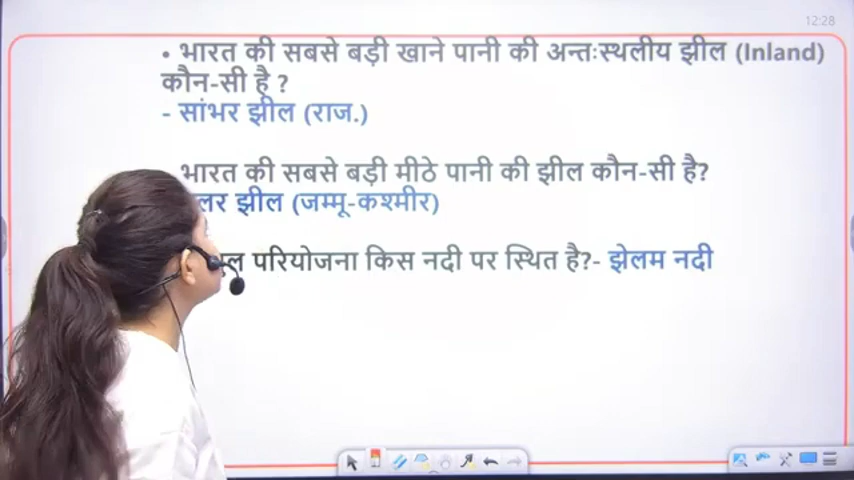 12:28
• भारत की सबसे बड़ी खाने पानी की अन्तःस्थलीय झील (Inland)
कौन-सी है ?
- सांभर झील (राज.)
भारत की सबसे बड़ी मीठे पानी की झील कौन-सी है?
लर झील (जम्मू-कश्मीर)
ल परियोजना किस नदी पर स्थित है?- झेलम नदी